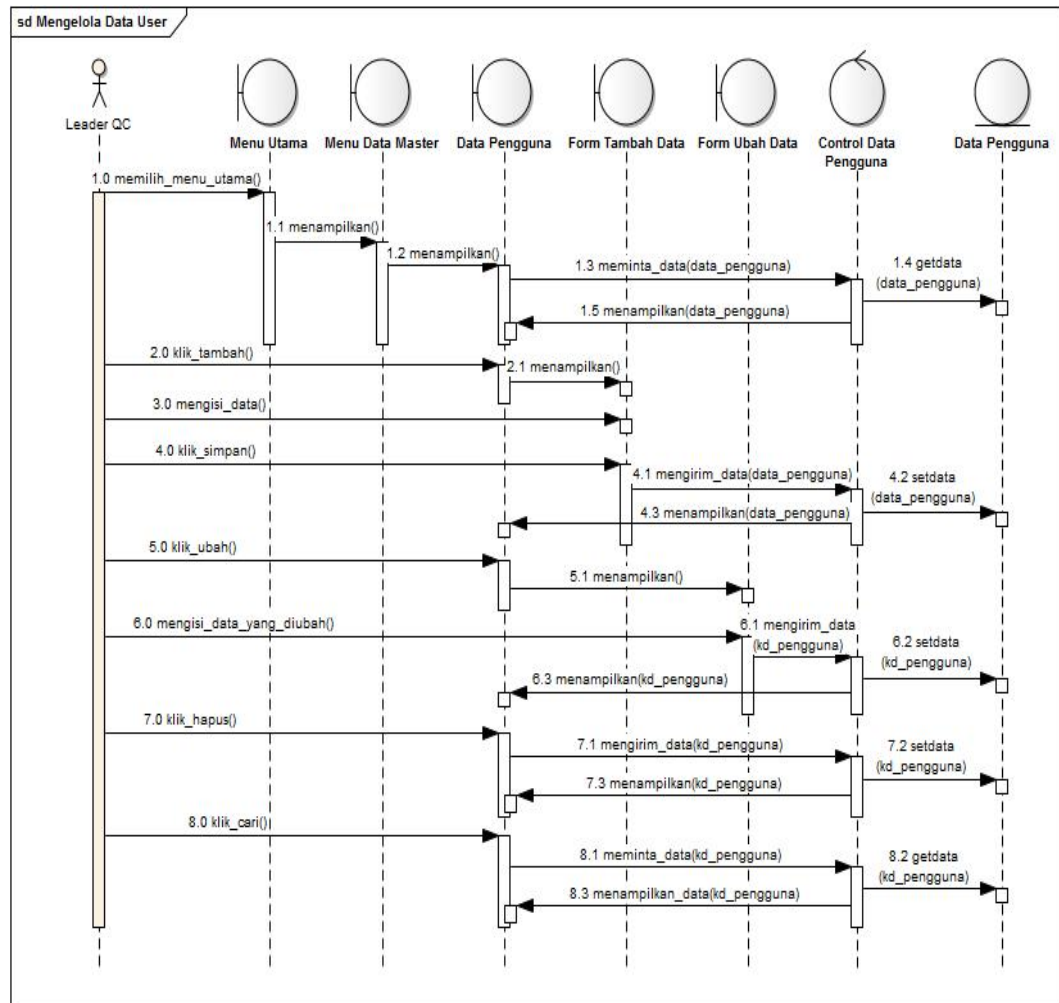 sd Mengelola Data User
Leader QC
Menu Utama
Menu Data Master
Data Pengguna
Form Tambah Data
Form Ubah Data
Control Data
Pengguna
Data Pengguna
1.0 memilih_menu_utama()
1.1 menampilkan()
1.2 menampilkan()
1.3 meminta_data(data_pengguna)
1.4 getdata
(data_pengguna)
1.5 menampilkan(data_pengguna)
2.0 klik_tambah()
2.1 menampilkan()
3.0 mengisi_data()
4.0 klik_simpan()
4.1 mengirim_data(data_pengguna)
4.2 setdata
(data_pengguna)
4.3 menampilkan(data_pengguna)
5.0 klik_ubah()
5.1 menampilkan()
6.0 mengisi_data_yang_diubah()
6.1 mengirim_data
(kd_pengguna)
6.2 setdata
(kd_pengguna)
6.3 menampilkan(kd_pengguna)
7.0 klik_hapus()
7.1 mengirim_data(kd_pengguna)
7.2 setdata
(kd_pengguna)
7.3 menampilkan(kd_pengguna)
8.0 klik_cari()
8.1 meminta_data(kd_pengguna)
8.2 getdata
(kd_pengguna)
8.3 menampilkan_data(kd_pengguna)